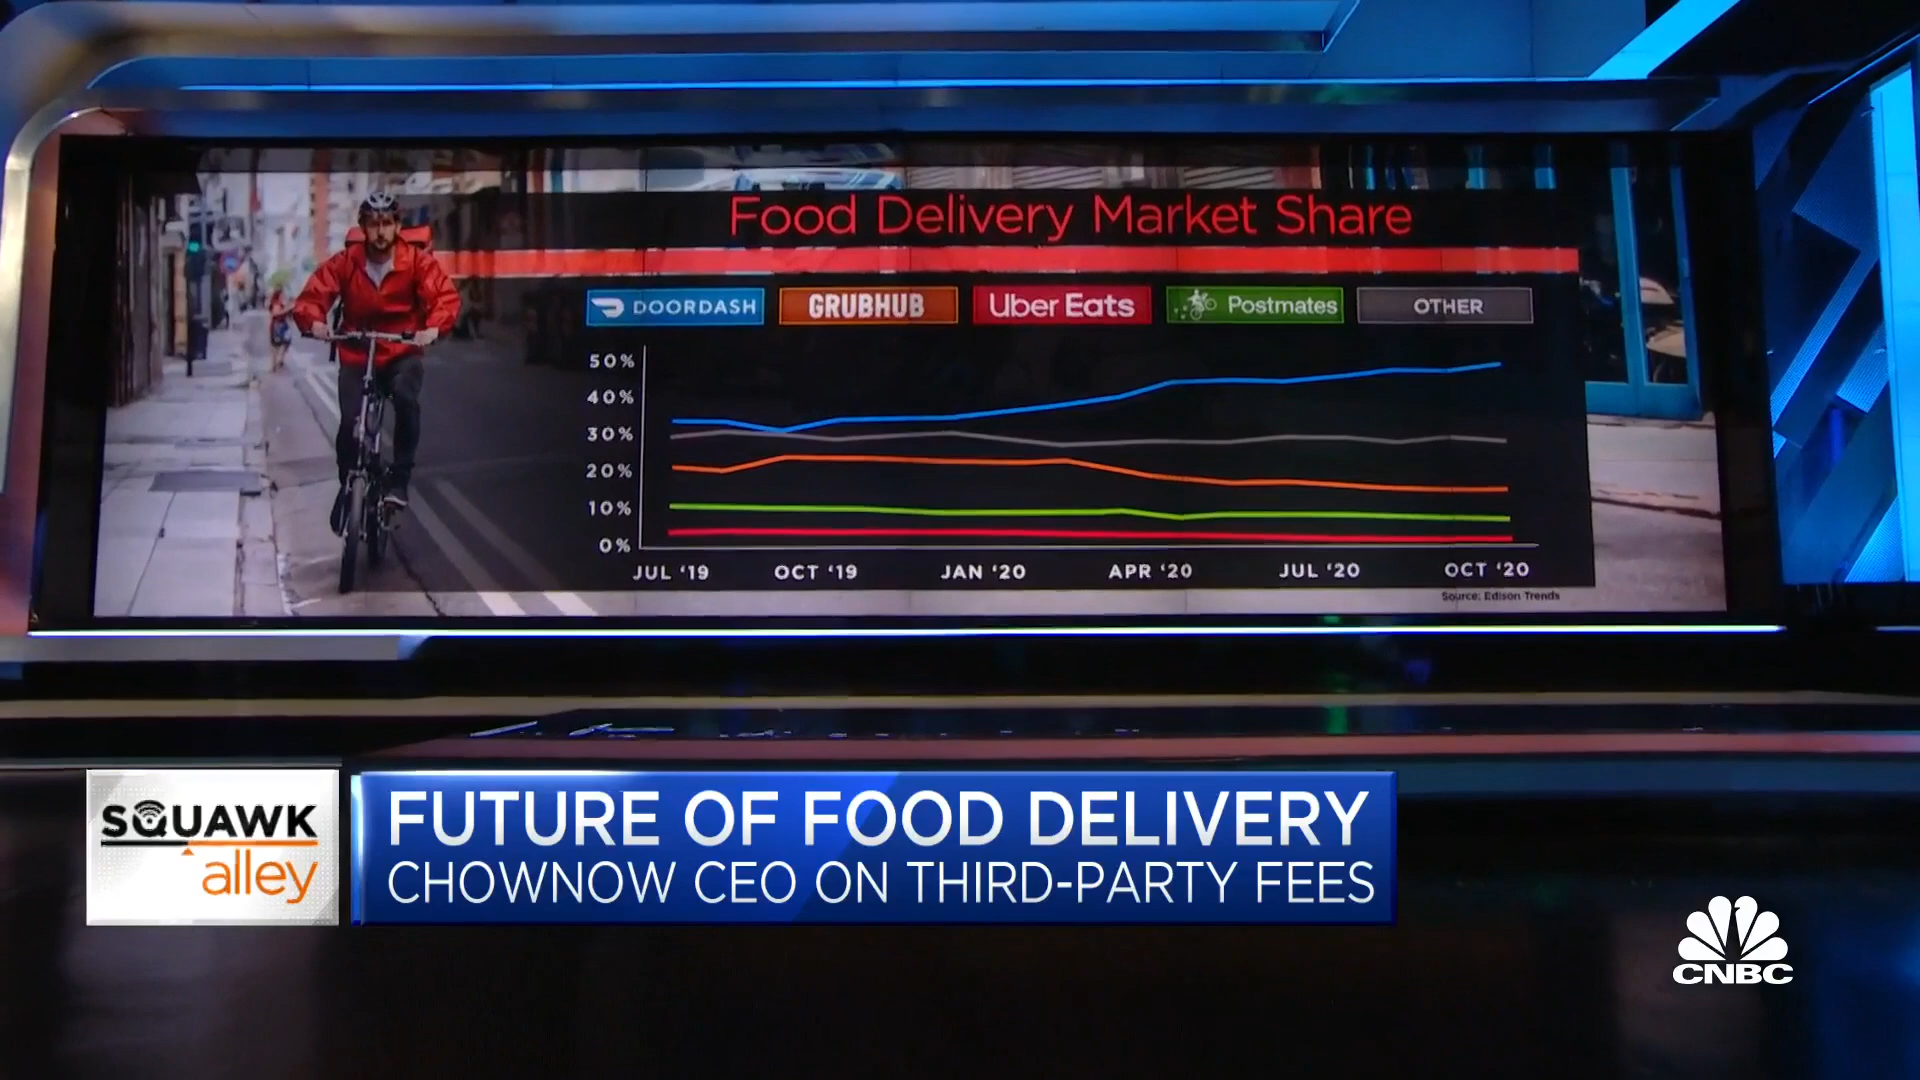 Food Delivery Market Share
DOORDASH
GRUBHUB
Uber Eats
Postmates
OTHER
50%
40%
30%
20%
10%
0%
JUL ‘19
OCT ‘19
JAN ‘20
APR ‘20
JUL ‘20
OCT ‘20
Source: Edison Trends
SQUAWK
alley
FUTURE OF FOOD DELIVERY
CHOWNOW CEO ON THIRD-PARTY FEES
CNBC